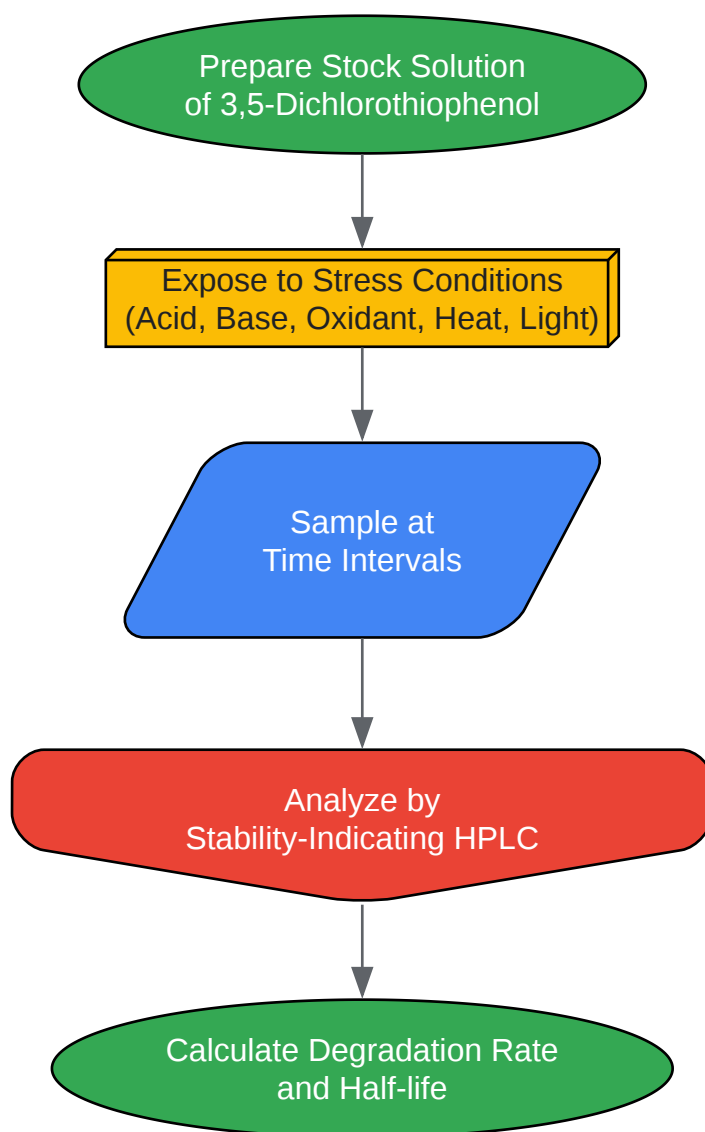 Prepare Stock Solution
of 3,5-Dichlorothiophenol
Expose to Stress Conditions
(Acid, Base, Oxidant, Heat, Light)
Sample at
Time Intervals
Analyze by
Stability-Indicating HPLC
Calculate Degradation Rate
and Half-life